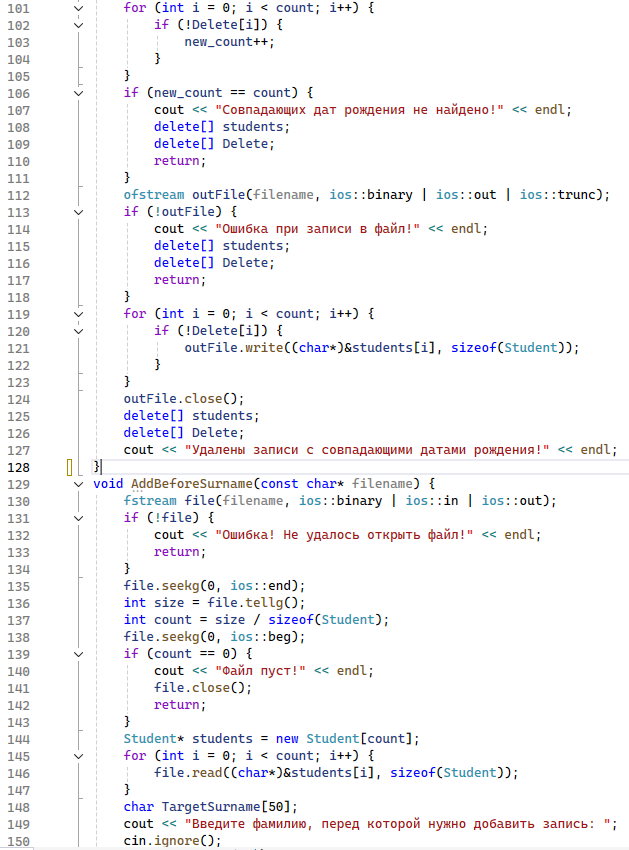 101 for (int i = 0; i < count; i++) {
102 if (!Delete[i]) {
103 new_count++;
104 }
105 }
106 if (new_count == count) {
107 cout << "Совпадающих дат рождения не найдено!" << endl;
108 delete[] students;
109 delete[] Delete;
110 return;
111 }
112 ofstream outFile(filename, ios::binary | ios::out | ios::trunc);
113 if (!outFile) {
114 cout << "Ошибка при записи в файл!" << endl;
115 delete[] students;
116 delete[] Delete;
117 return;
118 }
119 for (int i = 0; i < count; i++) {
120 if (!Delete[i]) {
121 outFile.write((char*)&students[i], sizeof(Student));
122 }
123 }
124 outFile.close();
125 delete[] students;
126 delete[] Delete;
127 cout << "Удалены записи с совпадающими датами рождения!" << endl;
128 }
129 void AddBeforeSurname(const char* filename) {
130 fstream file(filename, ios::binary | ios::in | ios::out);
131 if (!file) {
132 cout << "Ошибка! Не удалось открыть файл!" << endl;
133 return;
134 }
135 file.seekg(0, ios::end);
136 int size = file.tellg();
137 int count = size / sizeof(Student);
138 file.seekg(0, ios::beg);
139 if (count == 0) {
140 cout << "Файл пуст!" << endl;
141 file.close();
142 return;
143 }
144 Student* students = new Student[count];
145 for (int i = 0; i < count; i++) {
146 file.read((char*)&students[i], sizeof(Student));
147 }
148 char TargetSurname[50];
149 cout << "Введите фамилию, перед которой нужно добавить запись: ";
150 cin.ignore();